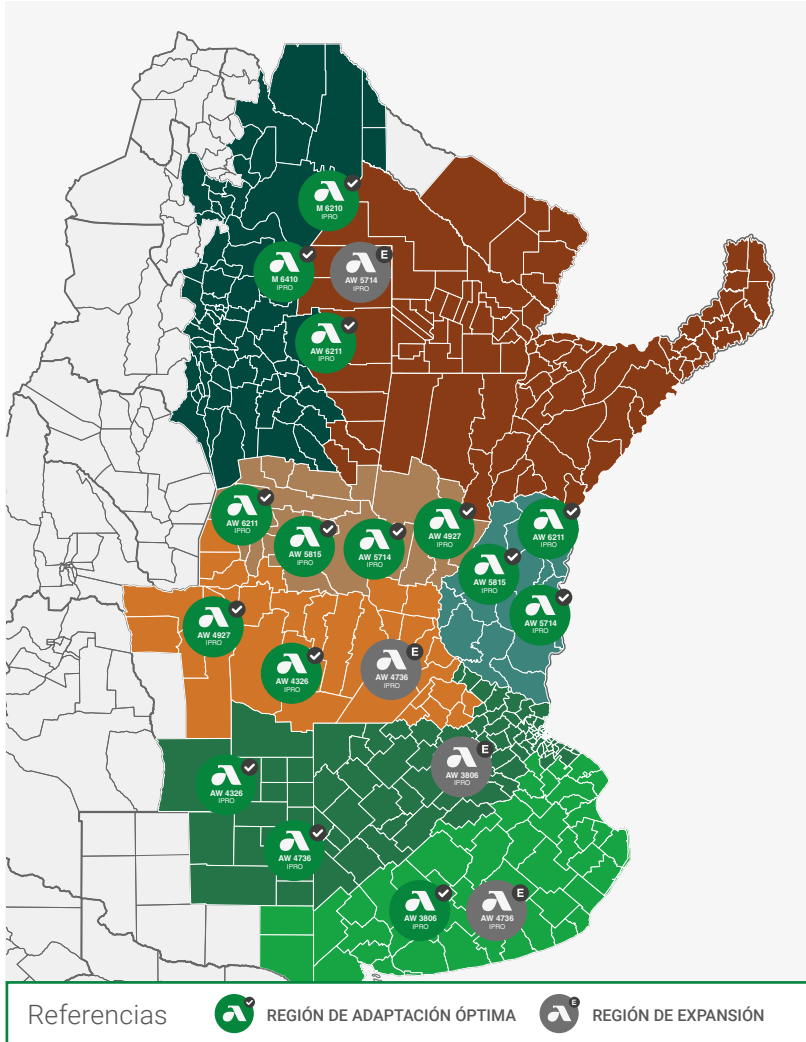 M 6210
IPRO
M 6410
IPRO
E
AW 5714
IPRO
AW 6211
IPRO
AW 6211
IPRO
AW 5815
IPRO
AW 5714
IPRO
AW 4927
IPRO
AW 6211
IPRO
AW 5815
IPRO
AW 5714
IPRO
AW 4927
IPRO
AW 4326
IPRO
E
AW 4736
IPRO
E
AW 3806
IPRO
AW 4326
IPRO
AW 4736
IPRO
AW 3806
IPRO
E
AW 4736
IPRO
Referencias
REGIÓN DE ADAPTACIÓN ÓPTIMA
E
REGIÓN DE EXPANSIÓN